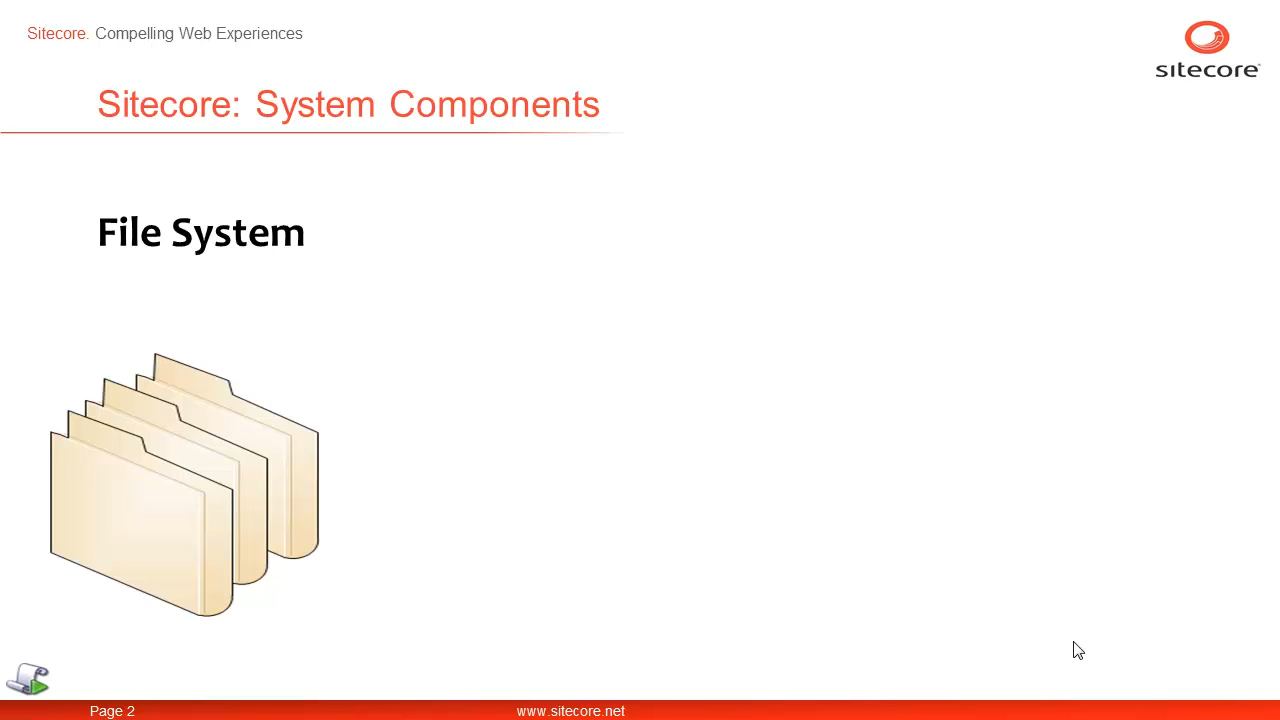 Sitecore. Compelling Web Experiences
sitecore
Sitecore: System Components
File System
Page 2
www.sitecore.net